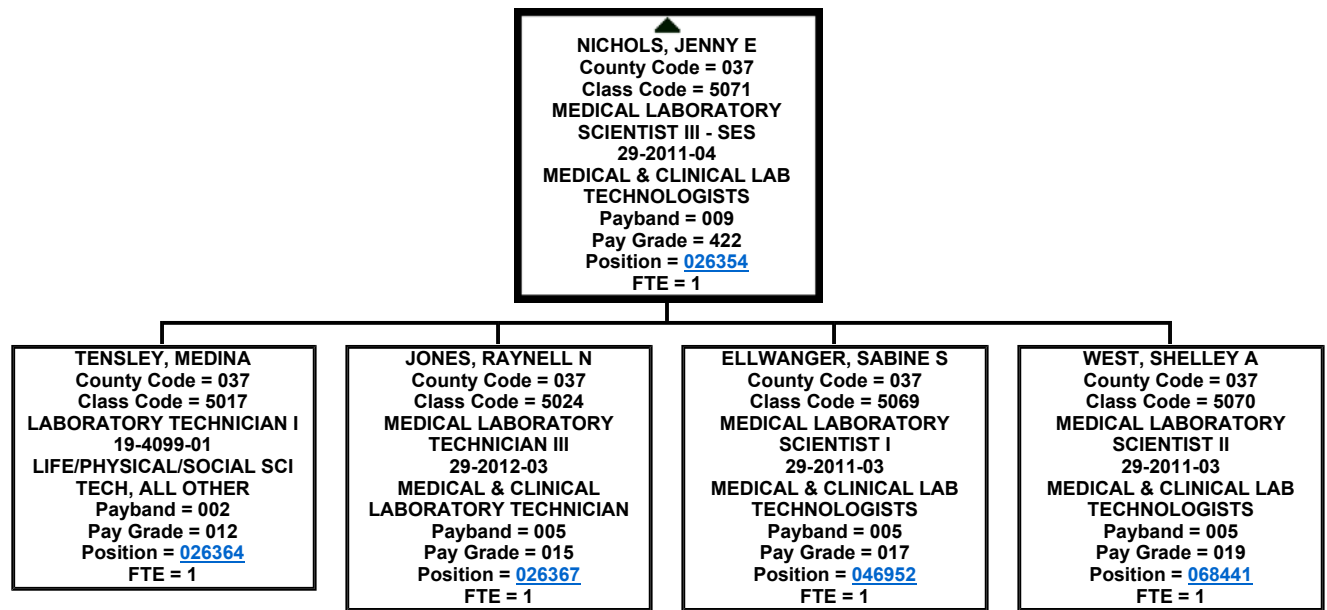 NICHOLS, JENNY E
County Code = 037
Class Code = 5071
MEDICAL LABORATORY
SCIENTIST III - SES
29-2011-04
MEDICAL & CLINICAL LAB
TECHNOLOGISTS
Payband = 009
Pay Grade = 422
Position = 026354
FTE = 1
TENSLEY, MEDINA
County Code = 037
Class Code = 5017
LABORATORY TECHNICIAN I
19-4099-01
LIFE/PHYSICAL/SOCIAL SCI
TECH, ALL OTHER
Payband = 002
Pay Grade = 012
Position = 026364
FTE = 1
JONES, RAYNELL N
County Code = 037
Class Code = 5024
MEDICAL LABORATORY
TECHNICIAN III
29-2012-03
MEDICAL & CLINICAL
LABORATORY TECHNICIAN
Payband = 005
Pay Grade = 015
Position = 026367
FTE = 1
ELLWANGER, SABINE S
County Code = 037
Class Code = 5069
MEDICAL LABORATORY
SCIENTIST I
29-2011-03
MEDICAL & CLINICAL LAB
TECHNOLOGISTS
Payband = 005
Pay Grade = 017
Position = 046952
FTE = 1
WEST, SHELLEY A
County Code = 037
Class Code = 5070
MEDICAL LABORATORY
SCIENTIST II
29-2011-03
MEDICAL & CLINICAL LAB
TECHNOLOGISTS
Payband = 005
Pay Grade = 019
Position = 068441
FTE = 1